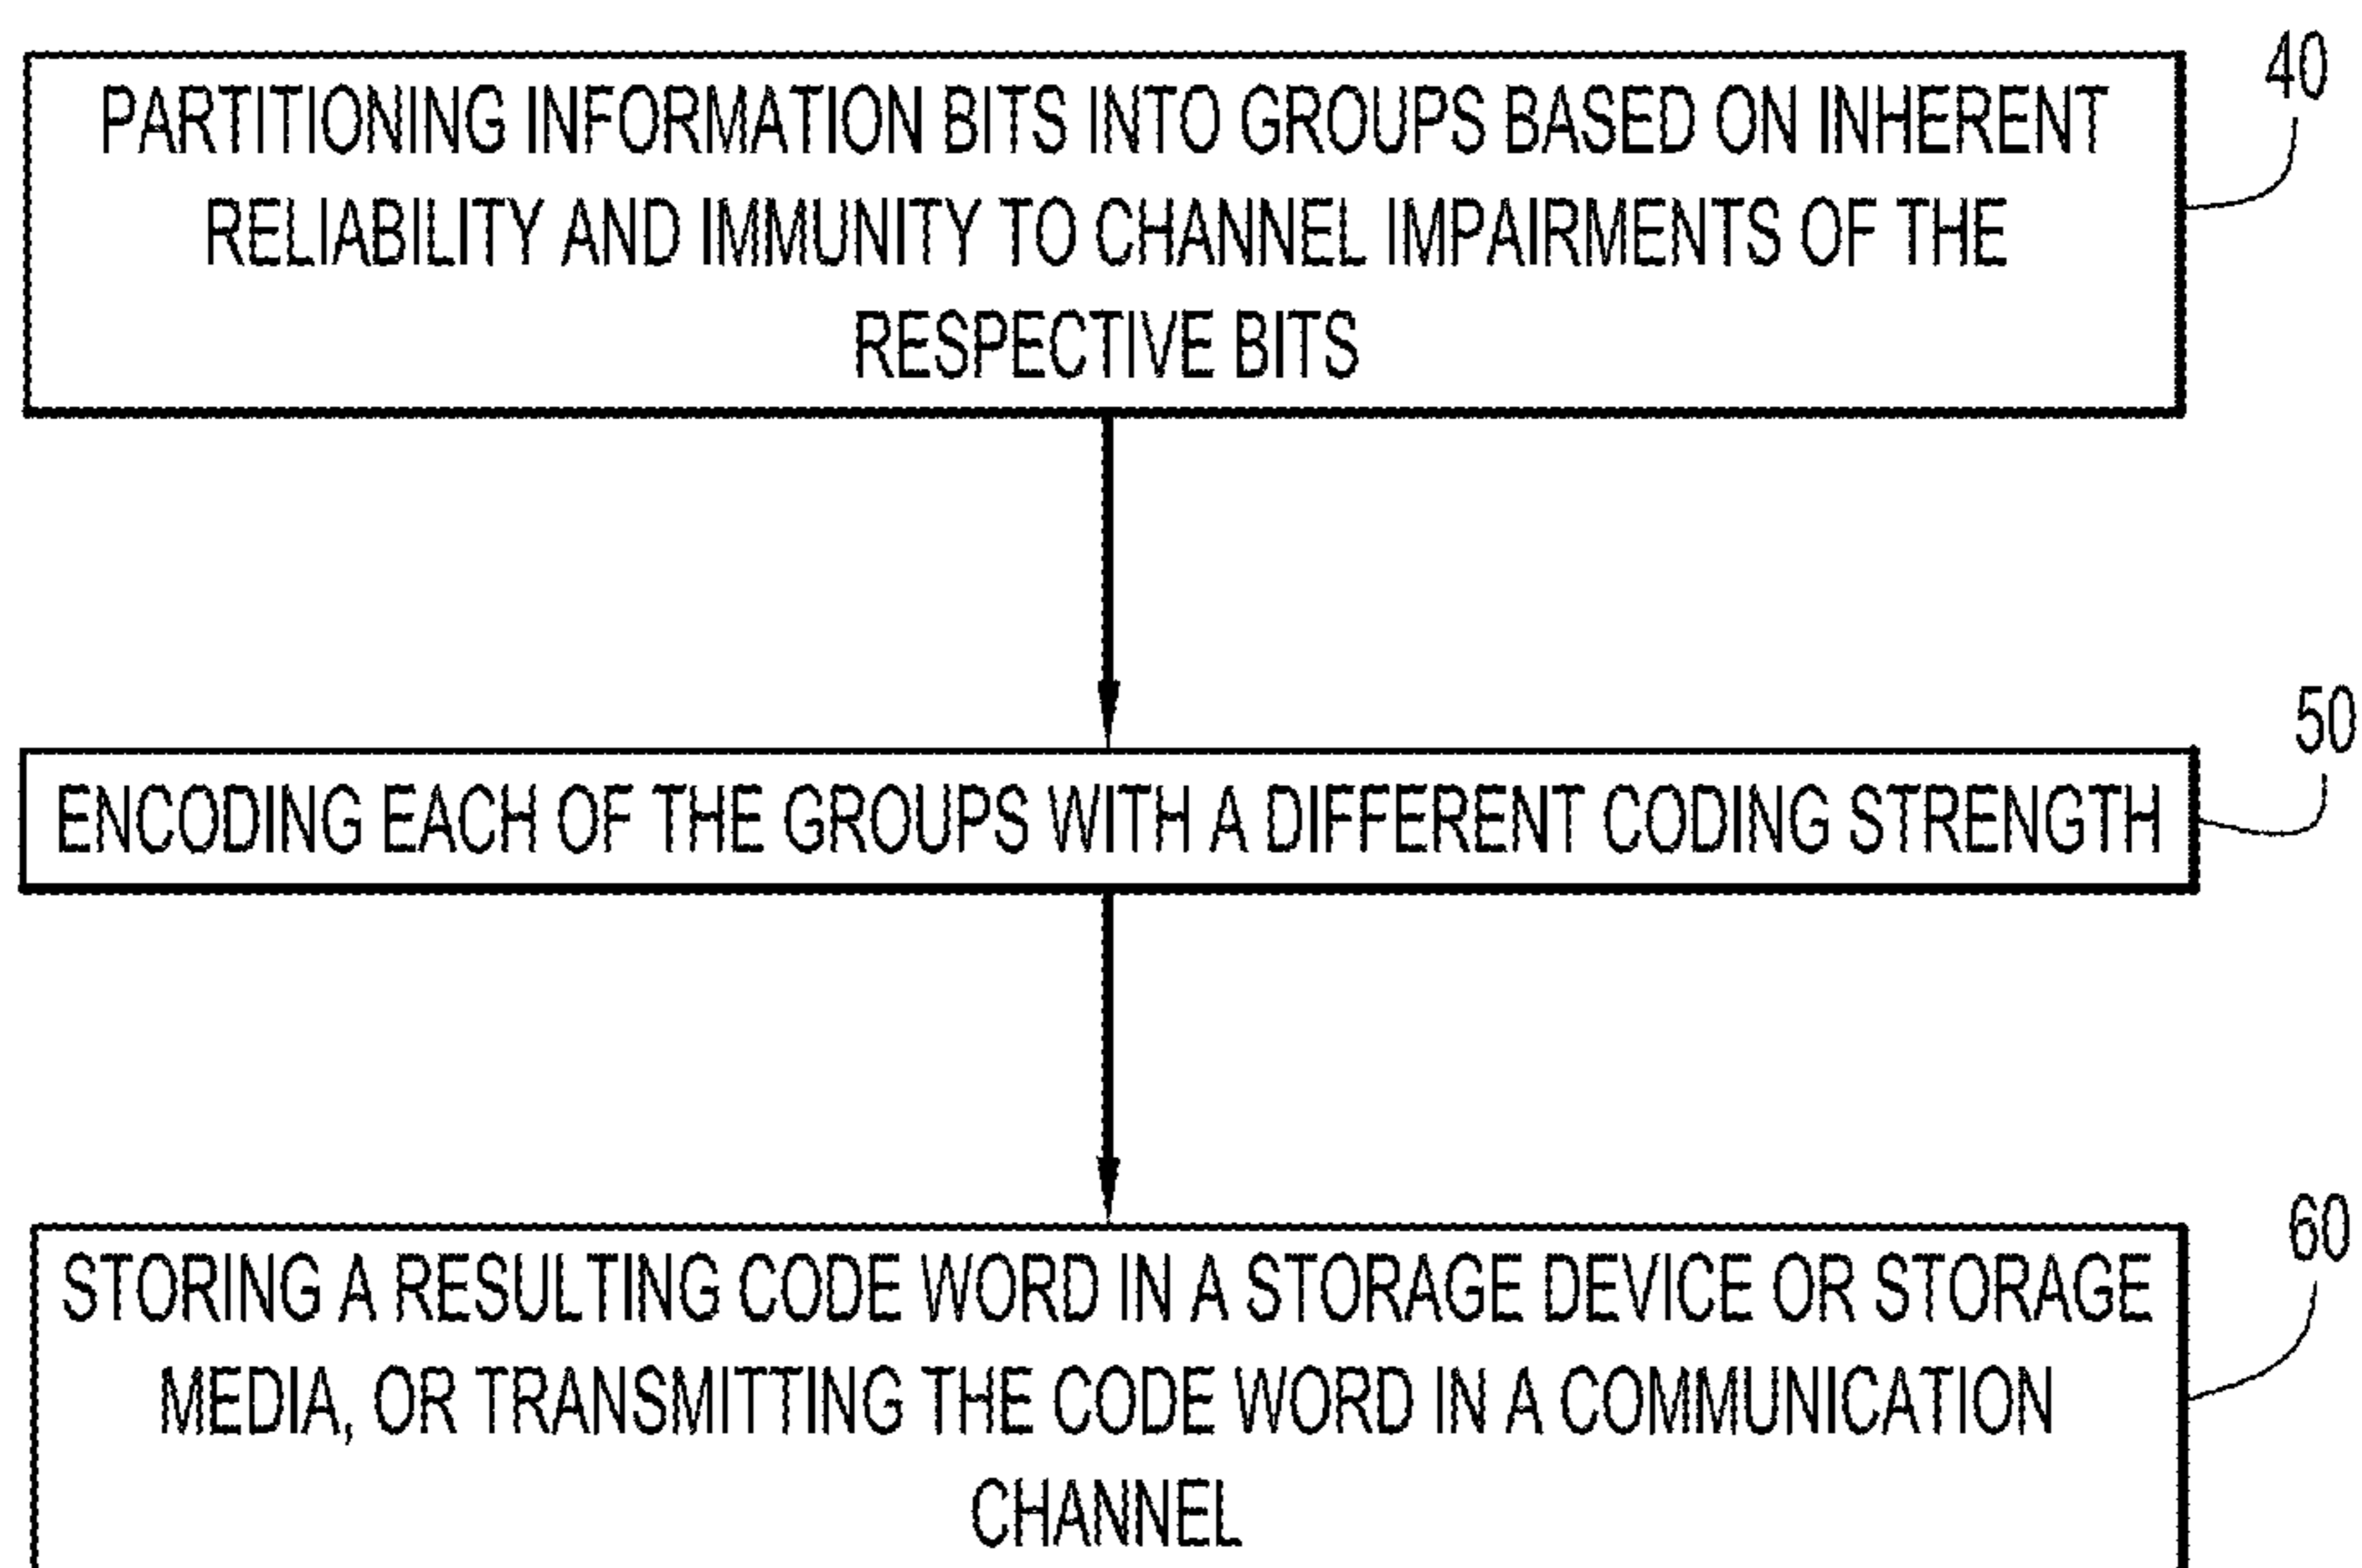 40
PARTITIONING INFORMATION BITS INTO GROUPS BASED ON INHERENT
RELIABILITY AND IMMUNITY TO CHANNEL IMPAIRMENTS OF THE
RESPECTIVE BITS
50
ENCODING EACH OF THE GROUPS WITH A DIFFERENT CODING STRENGTH
60
STORING A RESULTING CODE WORD IN A STORAGE DEVICE OR STORAGE
MEDIA, OR TRANSMITTING THE CODE WORD IN A COMMUNICATION
CHANNEL